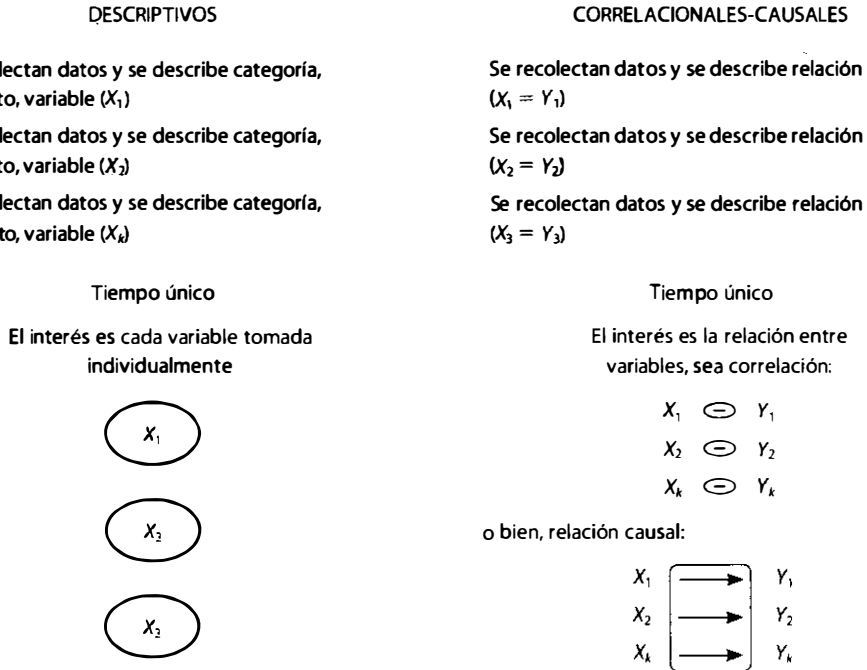 DESCRIPTIVOS
lectan datos y se describe categoría,
to, variable (X₁)
lectan datos y se describe categoría,
to, variable (X₂)
lectan datos y se describe categoría,
to, variable (Xₖ)
Tiempo único
El interés es cada variable tomada
individualmente
X₁
X₂
X₃
CORRELACIONALES-CAUSALES
Se recolectan datos y se describe relación
(X₁ = Y₁)
Se recolectan datos y se describe relación
(X₂ = Y₂)
Se recolectan datos y se describe relación
(X₃ = Y₃)
Tiempo único
El interés es la relación entre
variables, sea correlación:
X₁ – Y₁
X₂ – Y₂
Xₖ – Yₖ
o bien, relación causal:
X₁ → Y₁
X₂ → Y₂
Xₖ → Yₖ